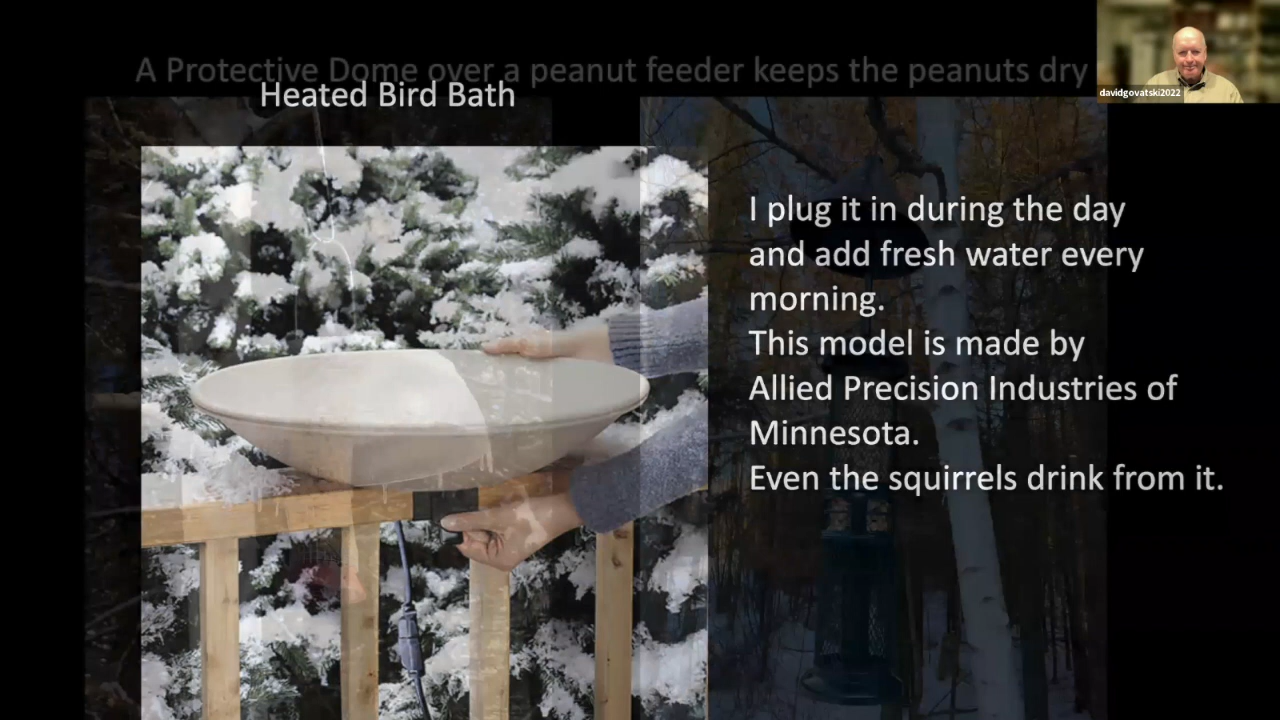 A Protective Dome over a peanut feeder keeps the peanuts dry
Heated Bird Bath
davidgovatski2022
I plug it in during the day
and add fresh water every
morning.
This model is made by
Allied Precision Industries of
Minnesota.
Even the squirrels drink from it.